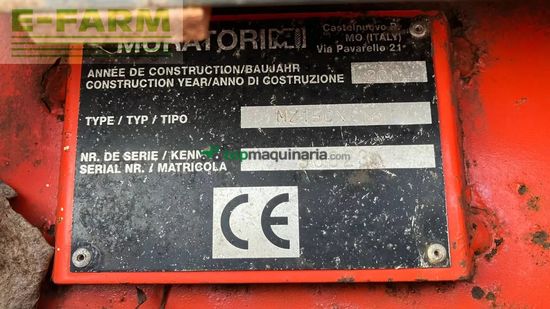 E-FARM
MURATORI
Castelnuovo R.
MO (ITALY)
Via Pavarello 21
ANNÉE DE CONSTRUCTION/BAUJAHR
CONSTRUCTION YEAR/ANNO DI COSTRUZIONE
TYPE / TYP / TIPO
NR. DE SERIE / KENN
topmaquinaria.com
SERIAL NR. / MATRICOLA
CE